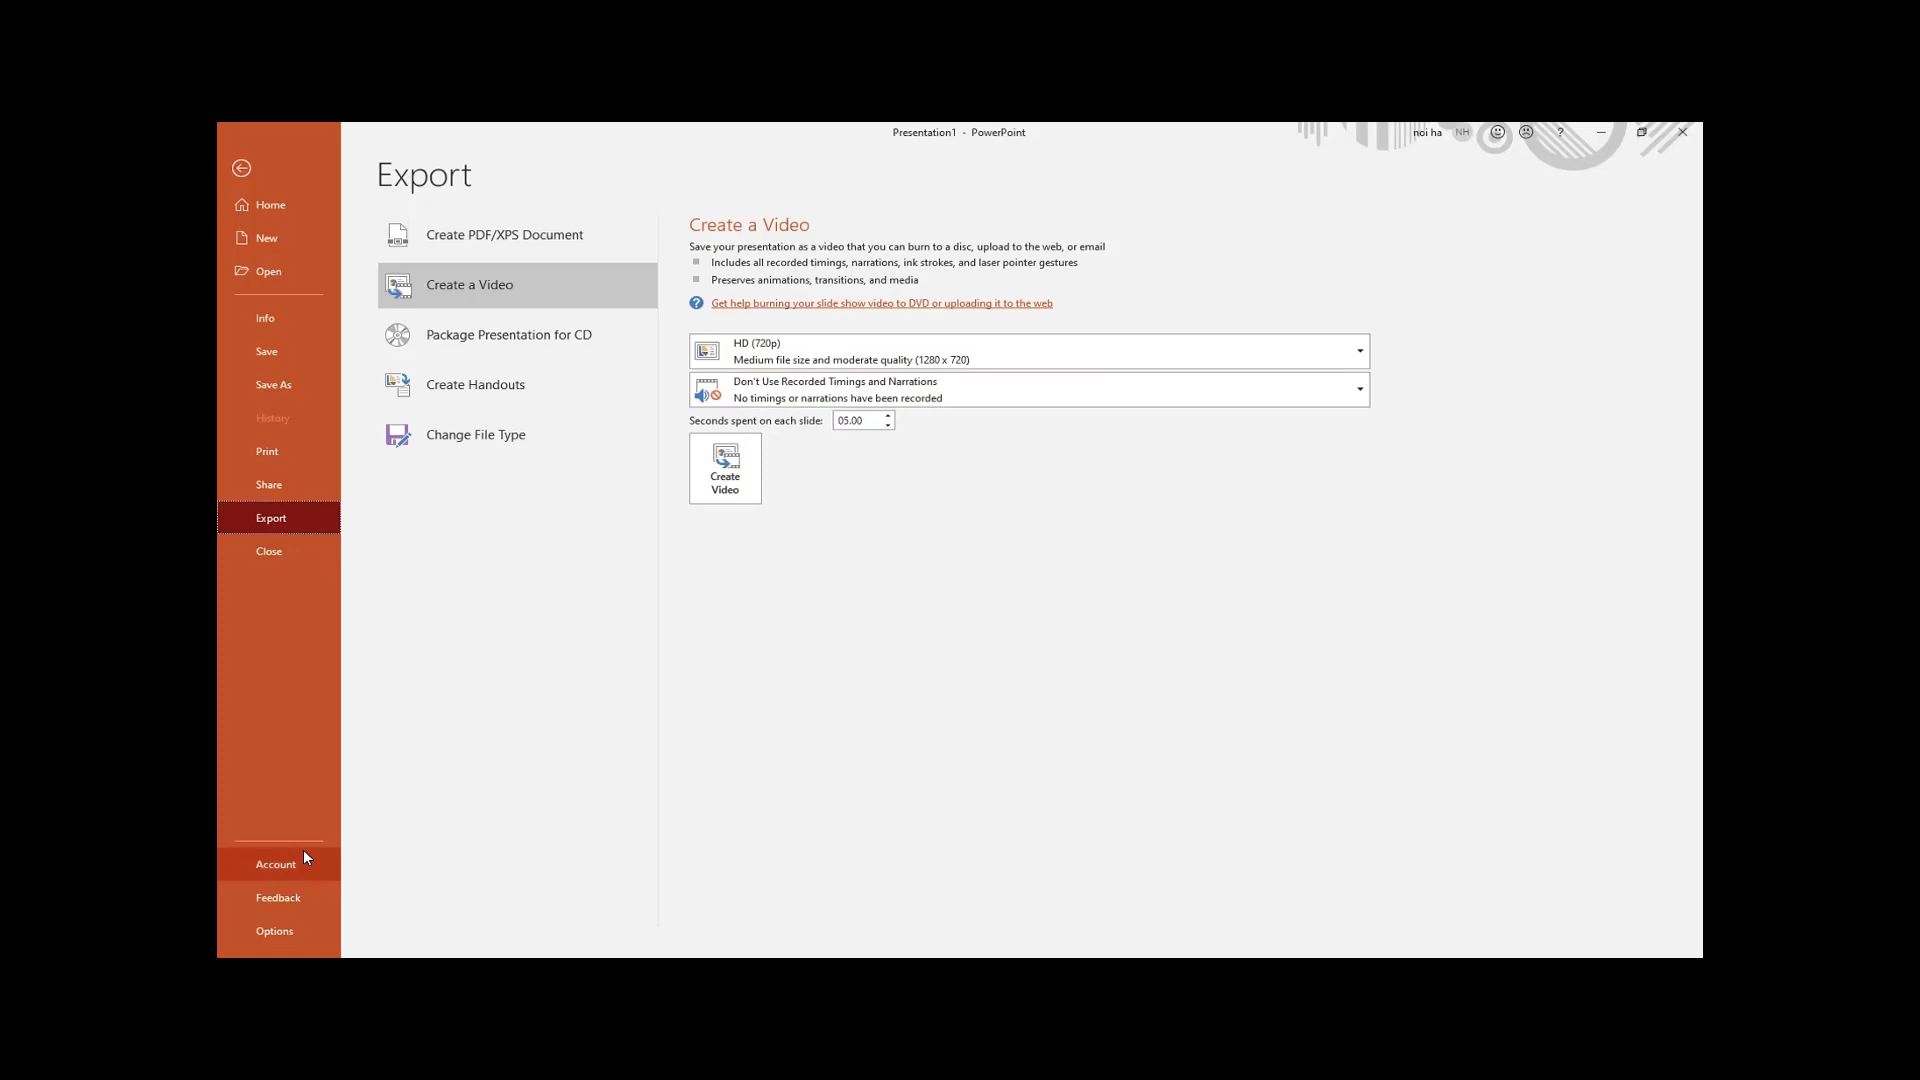 Presentation1 - PowerPoint
noi ha NH
?
Export
Home
New
Open
Info
Save
Save As
History
Print
Share
Export
Close
Account
Feedback
Options
Create PDF/XPS Document
Create a Video
Package Presentation for CD
Create Handouts
Change File Type
Create a Video
Save your presentation as a video that you can burn to a disc, upload to the web, or email
Includes all recorded timings, narrations, ink strokes, and laser pointer gestures
Preserves animations, transitions, and media
? Get help burning your slide show video to DVD or uploading it to the web
HD (720p)
Medium file size and moderate quality (1280 x 720)
Don't Use Recorded Timings and Narrations
No timings or narrations have been recorded
Seconds spent on each slide: 05.00
Create
Video